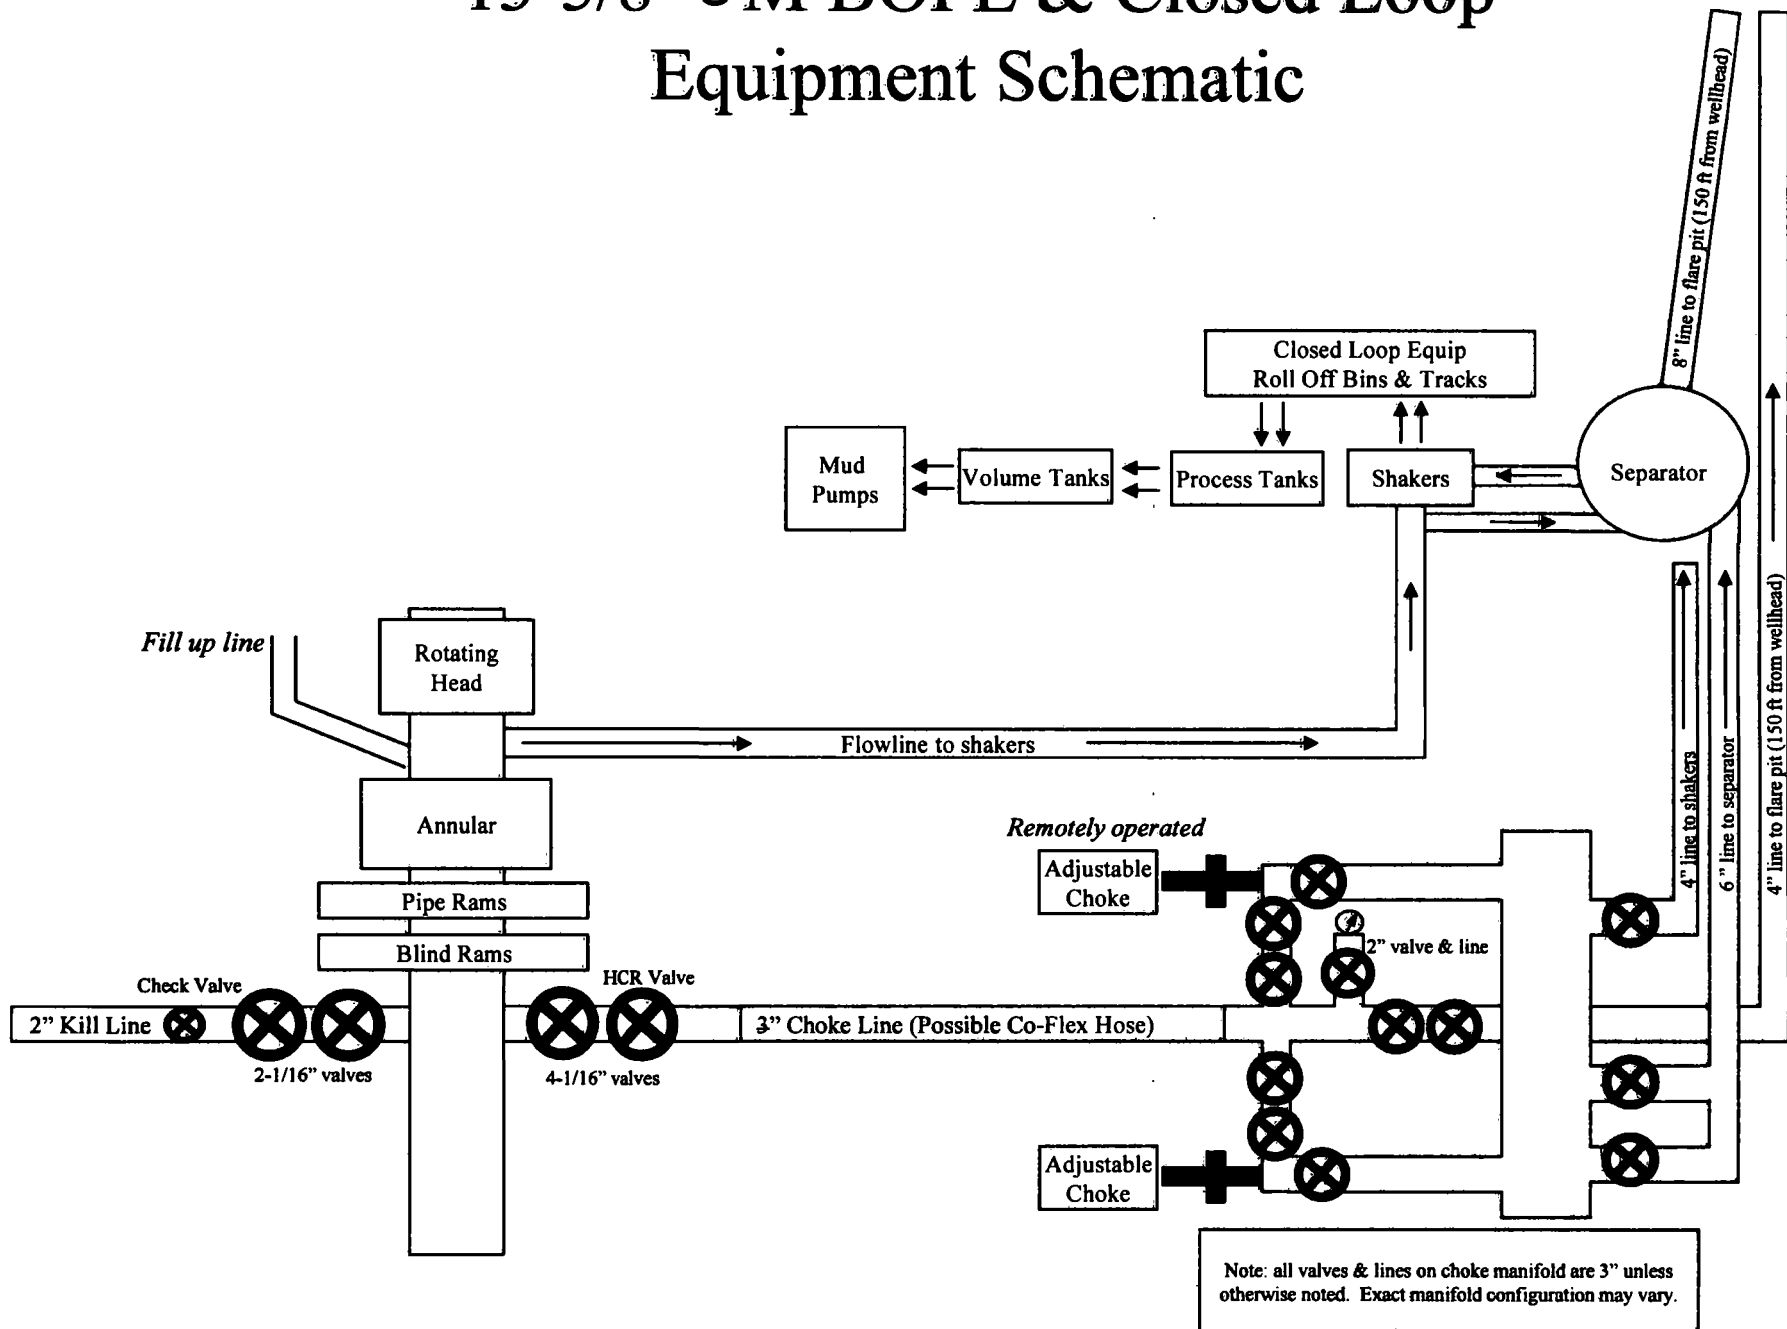 BOPE & Closed Loop
Equipment Schematic
8” line to flare pit (150 ft from wellhead)
Closed Loop Equip
Roll Off Bins & Tracks
Mud
Pumps
Volume Tanks
Process Tanks
Shakers
Separator
Fill up line
Rotating
Head
Flowline to shakers
Annular
Pipe Rams
Blind Rams
Remotely operated
Adjustable
Choke
2” valve & line
4” line to shakers
6 ” line to separator
4” line to flare pit (150 ft from wellhead)
Check Valve
HCR Valve
2” Kill Line
3” Choke Line (Possible Co-Flex Hose)
2-1/16” valves
4-1/16” valves
Adjustable
Choke
Note: all valves & lines on choke manifold are 3” unless
otherwise noted. Exact manifold configuration may vary.